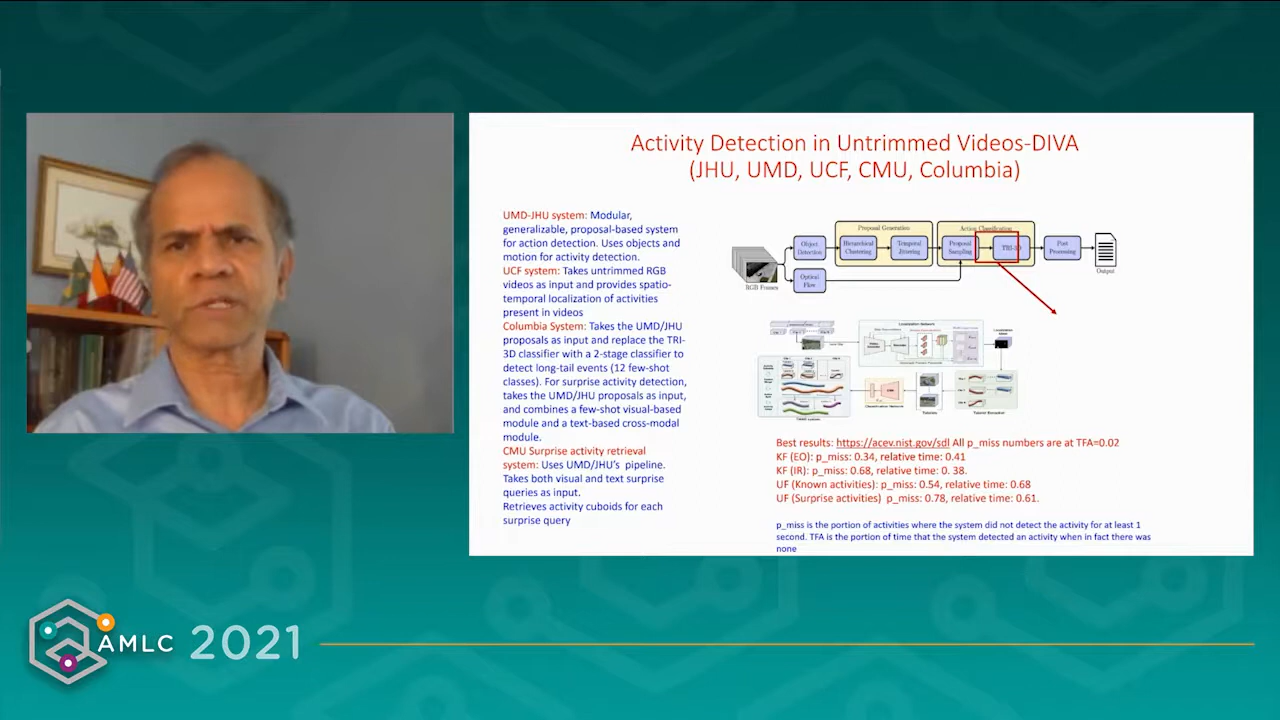 Activity Detection in Untrimmed Videos-DIVA
(JHU, UMD, UCF, CMU, Columbia)
UMD-JHU system: Modular,
generalizable, proposal-based system
for action detection. Uses objects and
motion for activity detection.
UCF system: Takes untrimmed RGB
videos as input and provides spatio-
temporal localization of activities
present in videos
Columbia System: Takes the UMD/JHU
proposals as input and replace the TRI-
3D classifier with a 2-stage classifier to
detect long-tail events (12 few-shot
classes). For surprise activity detection,
takes the UMD/JHU proposals as input,
and combines a few-shot visual-based
module and a text-based cross-modal
module.
CMU Surprise activity retrieval
system: Uses UMD/JHU's pipeline.
Takes both visual and text surprise
queries as input.
Retrieves activity cuboids for each
surprise query
RGB Frames
Object
Detection
Optical
Flow
Proposal Generation
Hierarchical
Clustering
Temporal
Jittering
Action Classification
Proposal
Sampling
TRI-3D
Post
Processing
Output
Localization Network
Classification Network
Tubelets
Best results: https://acev.nist.gov/sdl All p_miss numbers are at TFA=0.02
KF (EO): p_miss: 0.34, relative time: 0.41
KF (IR): p_miss: 0.68, relative time: 0. 38.
UF (Known activities): p_miss: 0.54, relative time: 0.68
UF (Surprise activities) p_miss: 0.78, relative time: 0.61.
p_miss is the portion of activities where the system did not detect the activity for at least 1
second. TFA is the portion of time that the system detected an activity when in fact there was
none
AMLC 2021